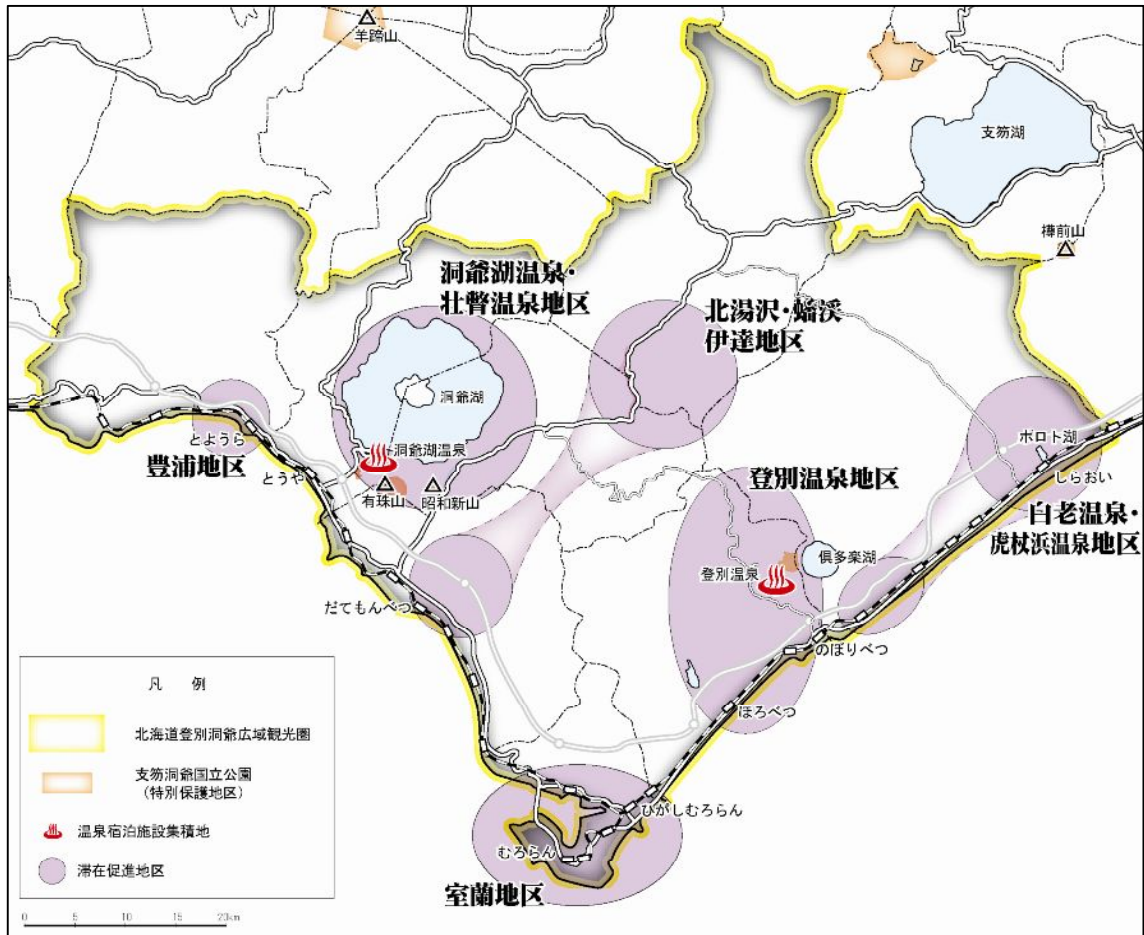 羊蹄山
支笏湖
樽前山
洞爺湖温泉・
壮瞥温泉地区
北湯沢・蟠渓
伊達地区
洞爺湖
とようら
豊浦地区
とうや
洞爺湖温泉
有珠山
昭和新山
登別温泉地区
ポロト湖
しらおい
白老温泉・
虎杖浜温泉地区
倶多楽湖
登別温泉
だてもんべつ
のぼりべつ
ほろべつ
ひがしむろらん
むろらん
室蘭地区
凡 例
北海道登別洞爺広域観光圏
支笏洞爺国立公園
(特別保護地区)
温泉宿泊施設集積地
滞在促進地区
0 5 10 20km